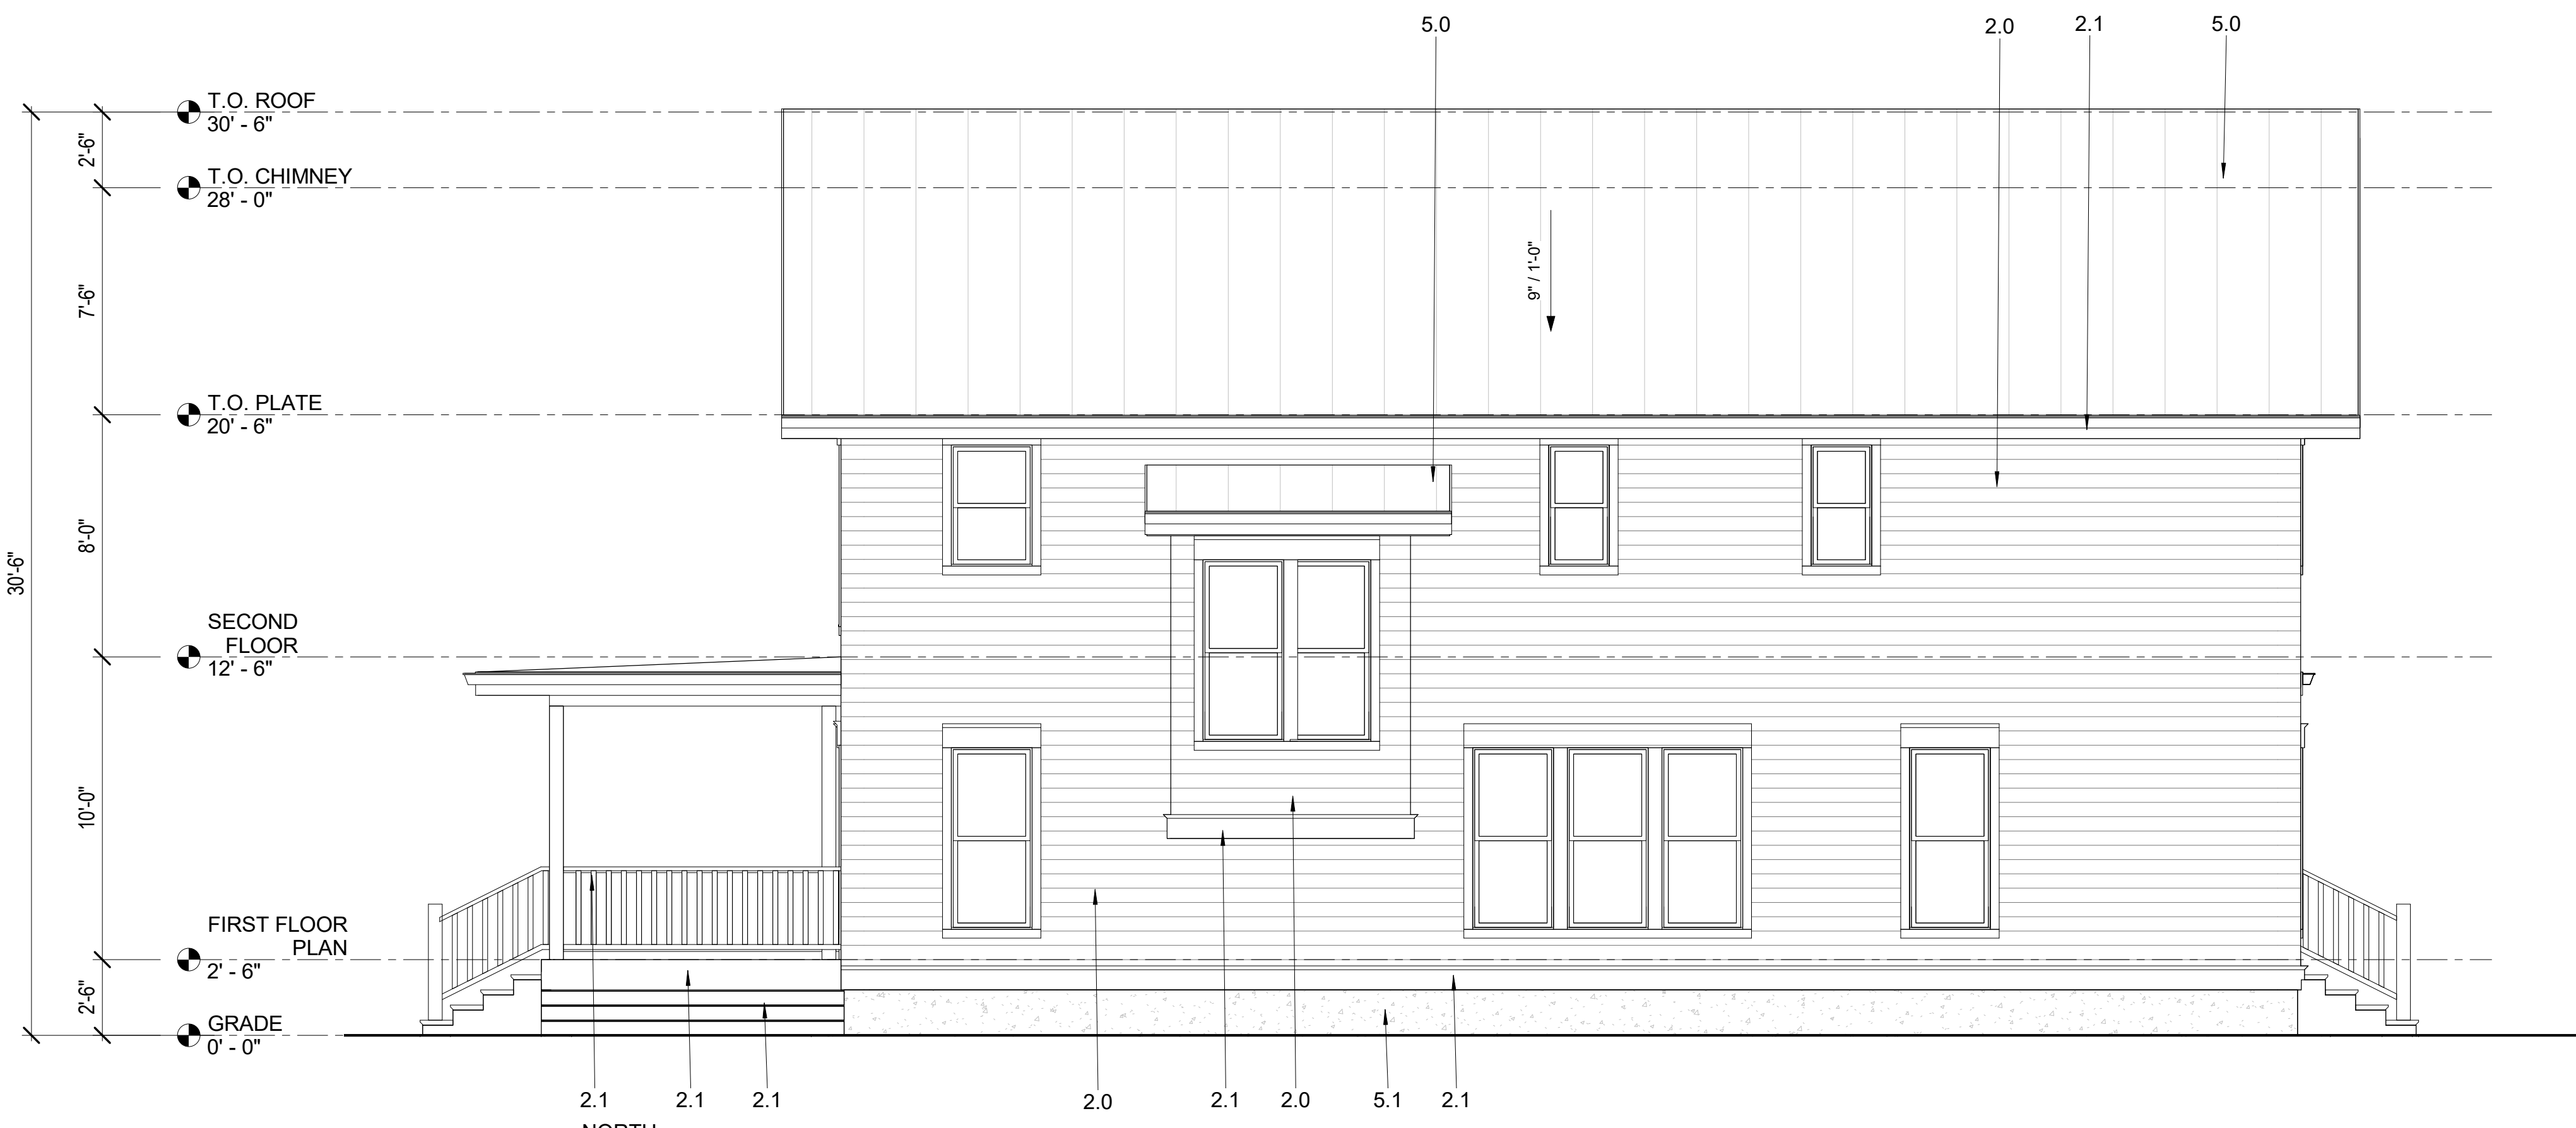 5.0
2.0
2.1
5.0
T.O. ROOF
30' - 6"
2'-6"
T.O. CHIMNEY
28' - 0"
9" / 1'-0"
7'-6"
T.O. PLATE
20' - 6"
8'-0"
30'-6"
SECOND
FLOOR
12' - 6"
10'-0"
FIRST FLOOR
PLAN
2' - 6"
2'-6"
GRADE
0' - 0"
2.1
2.1
2.1
2.0
2.1
2.0
5.1
2.1
NORTH